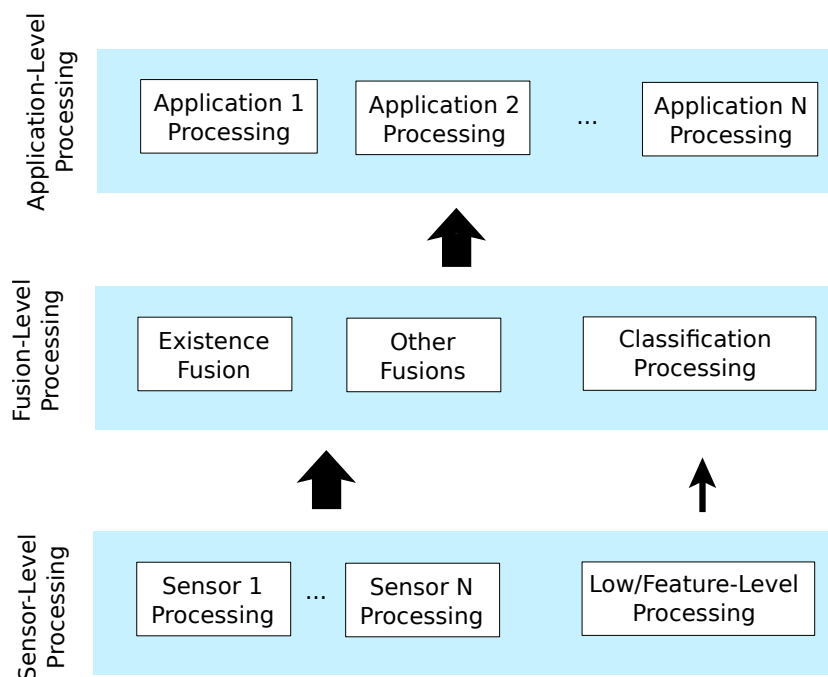 Application-Level
Processing
Application 1
Processing
Application 2
Processing
...
Application N
Processing
Fusion-Level
Processing
Existence
Fusion
Other
Fusions
Classification
Processing
Sensor-Level
Processing
Sensor 1
Processing
...
Sensor N
Processing
Low/Feature-Level
Processing